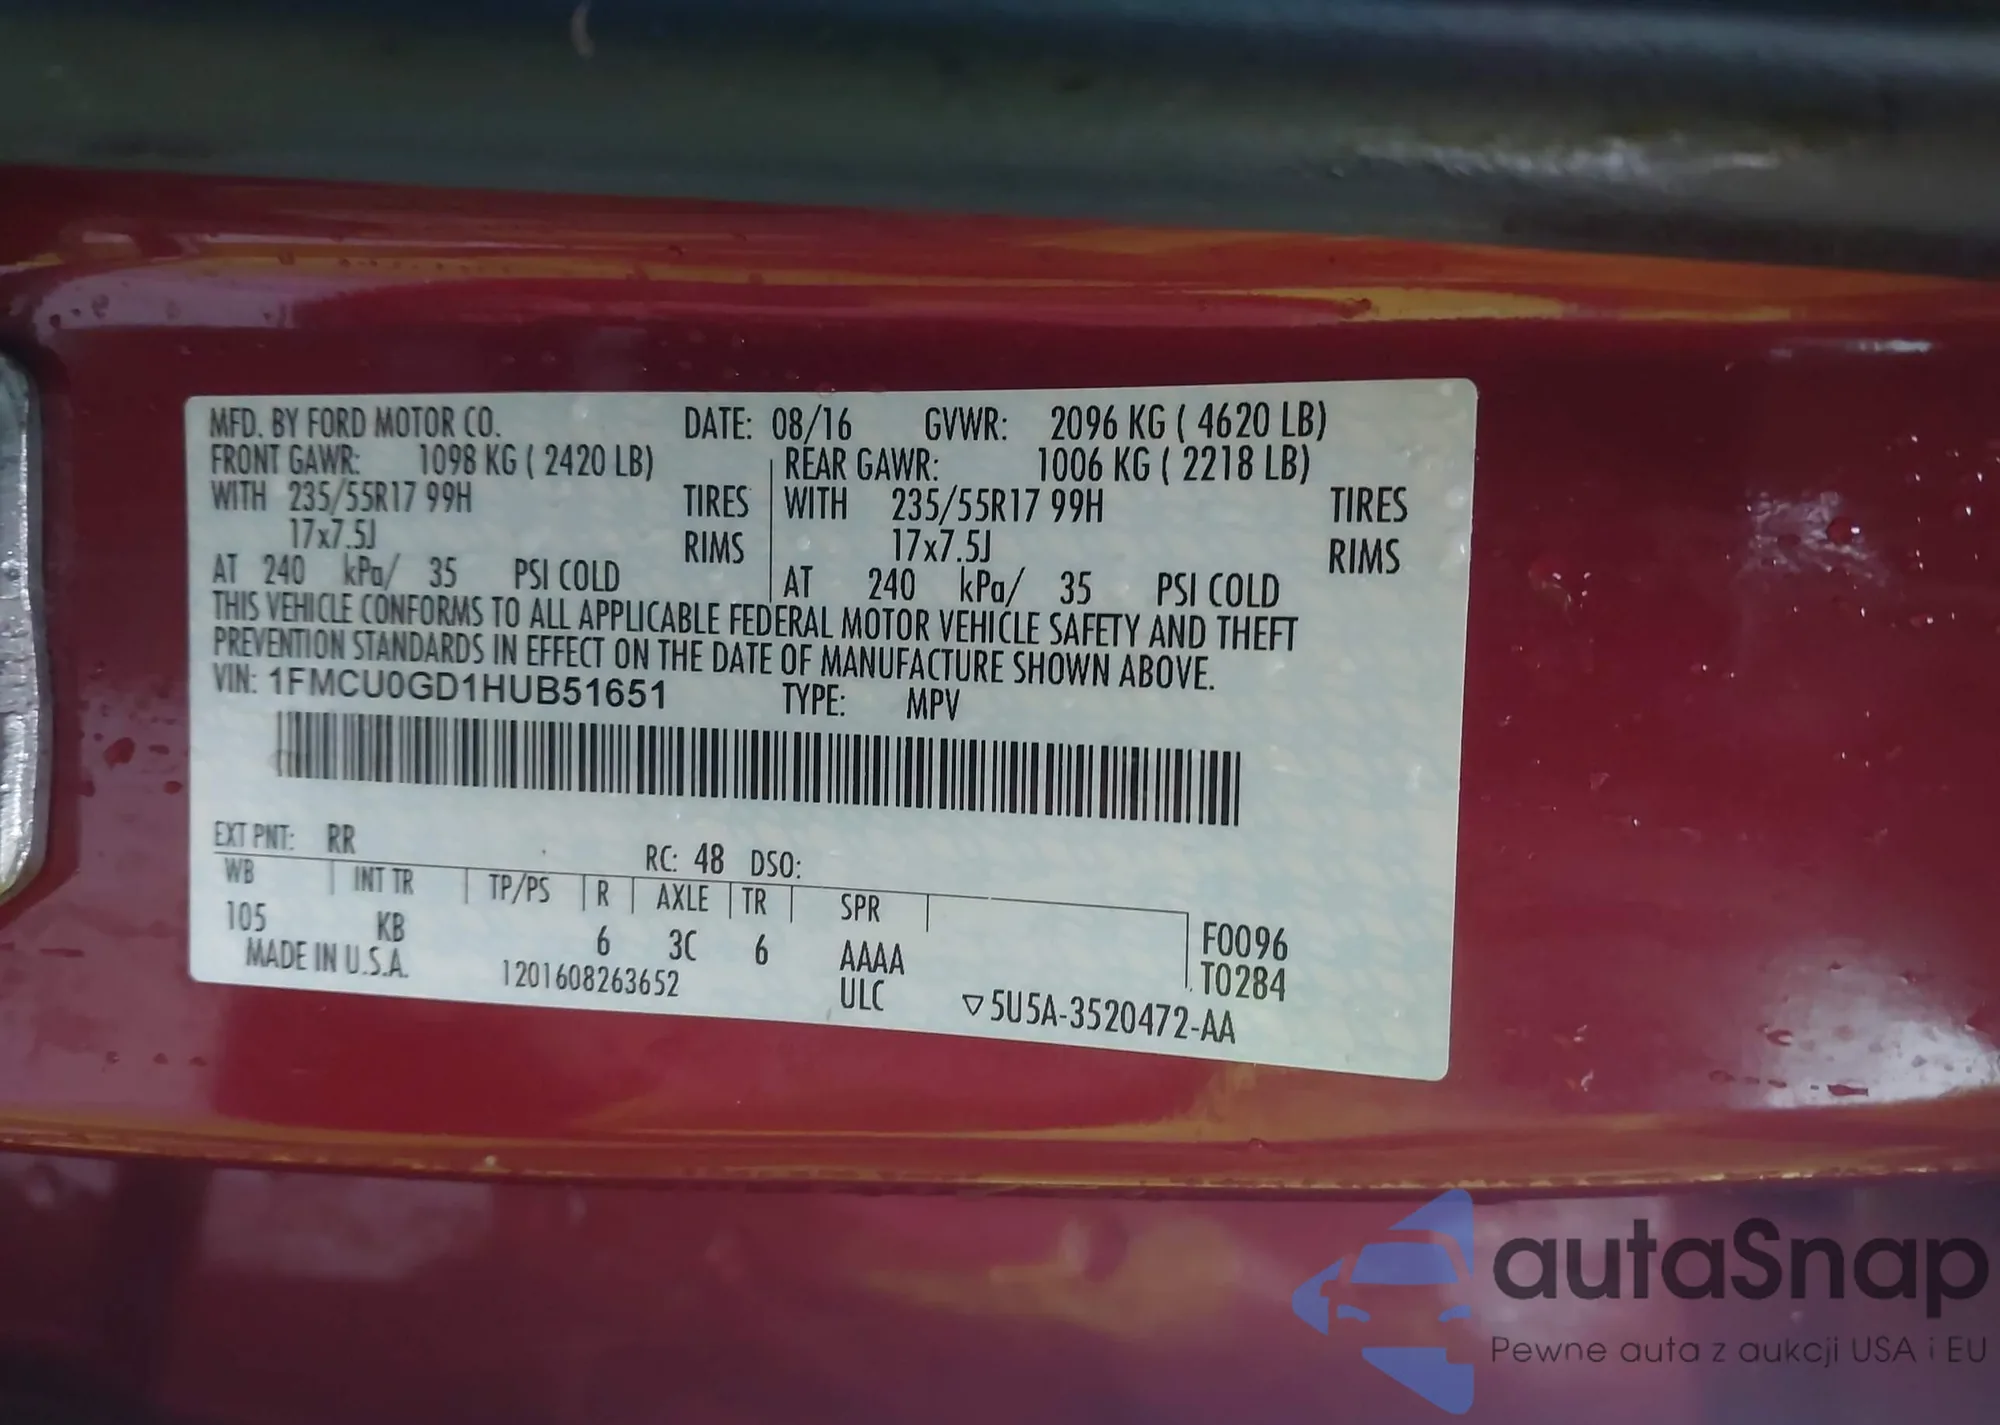 MFD. BY FORD MOTOR CO. DATE: 08/16 GVWR: 2096 KG ( 4620 LB)
FRONT GAWR: 1098 KG ( 2420 LB) REAR GAWR: 1006 KG ( 2218 LB)
WITH 235/55R17 99H TIRES WITH 235/55R17 99H TIRES
17x7.5J RIMS 17x7.5J RIMS
AT 240 kPa/ 35 PSI COLD AT 240 kPa/ 35 PSI COLD
THIS VEHICLE CONFORMS TO ALL APPLICABLE FEDERAL MOTOR VEHICLE SAFETY AND THEFT
PREVENTION STANDARDS IN EFFECT ON THE DATE OF MANUFACTURE SHOWN ABOVE.
VIN: 1FMCU0GD1HUB51651 TYPE: MPV
EXT PNT: RR RC: 48 DSO:
WB INT TR TP/PS R AXLE TR SPR
105 KB 6 3C 6 AAAA F0096
MADE IN U.S.A. 1201608263652 ULC T0284
▽5U5A-3520472-AA
autaSnap
Pewne auta z aukcji USA i EU